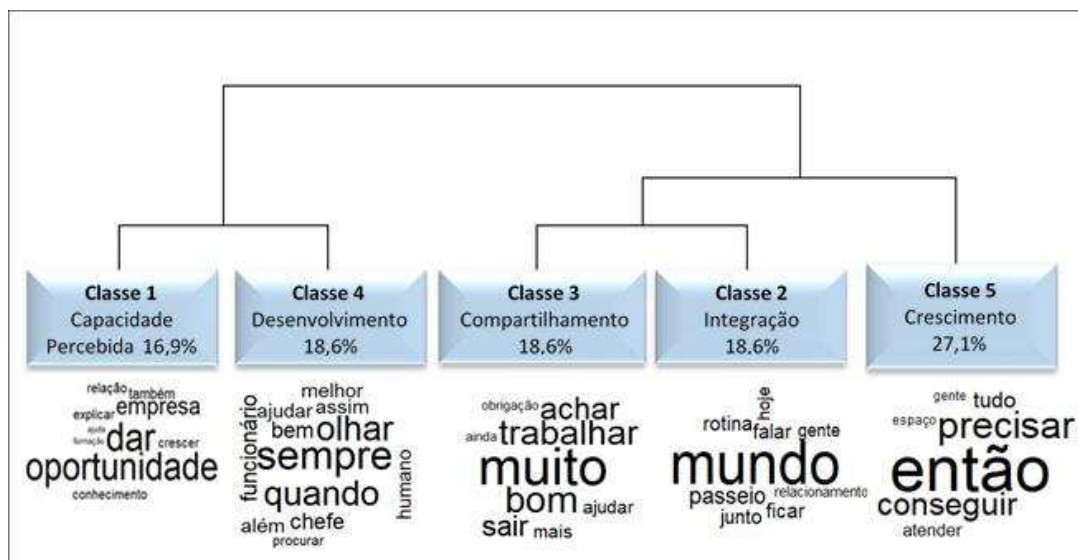 Classe 1
Capacidade
Percebida 16,9%
Classe 4
Desenvolvimento
18,6%
Classe 3
Compartilhamento
18,6%
Classe 2
Integração
18,6%
Classe 5
Crescimento
27,1%
relação também
explicar empresa
ajuda
formação dar crescer
oportunidade
conhecimento
melhor
ajudar assim
funcionário
bem olhar
sempre
humano
quando
além chefe
procurar
obrigação achar
ainda trabalhar
muito
bom ajudar
sair mais
hoje
rotina falar gente
mundo
passeio relacionamento
junto ficar
gente tudo
espaço precisar
então
conseguir
atender